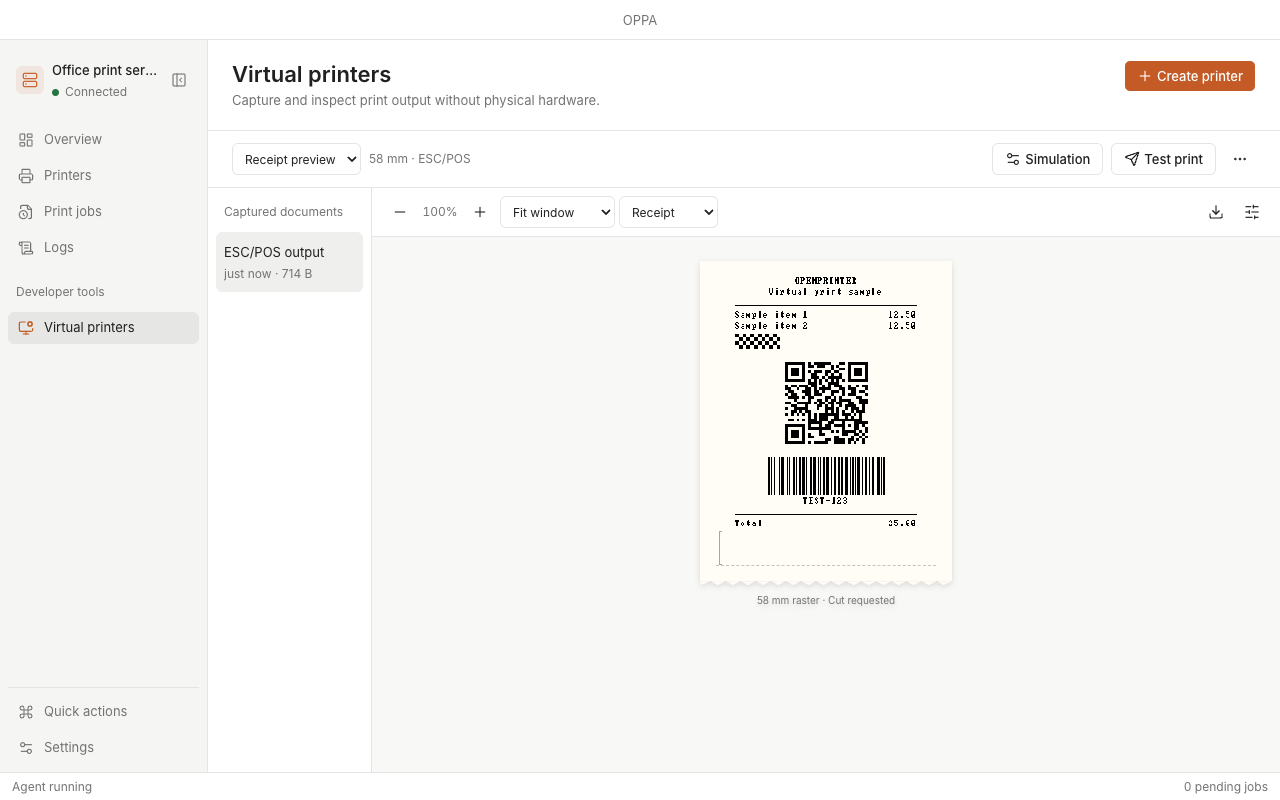 OPPA
Office print ser...
Connected
Overview
Printers
Print jobs
Logs
Developer tools
Virtual printers
Quick actions
Settings
Virtual printers
Capture and inspect print output without physical hardware.
Create printer
Receipt preview
58 mm · ESC/POS
Simulation
Test print
Captured documents
ESC/POS output
just now · 714 B
100%
Fit window
Receipt
OPENPRINTER
Virtual print sample
Sample item 1 12.50
Sample item 2 12.50
TEST-123
Total 25.00
58 mm raster · Cut requested
Agent running
0 pending jobs